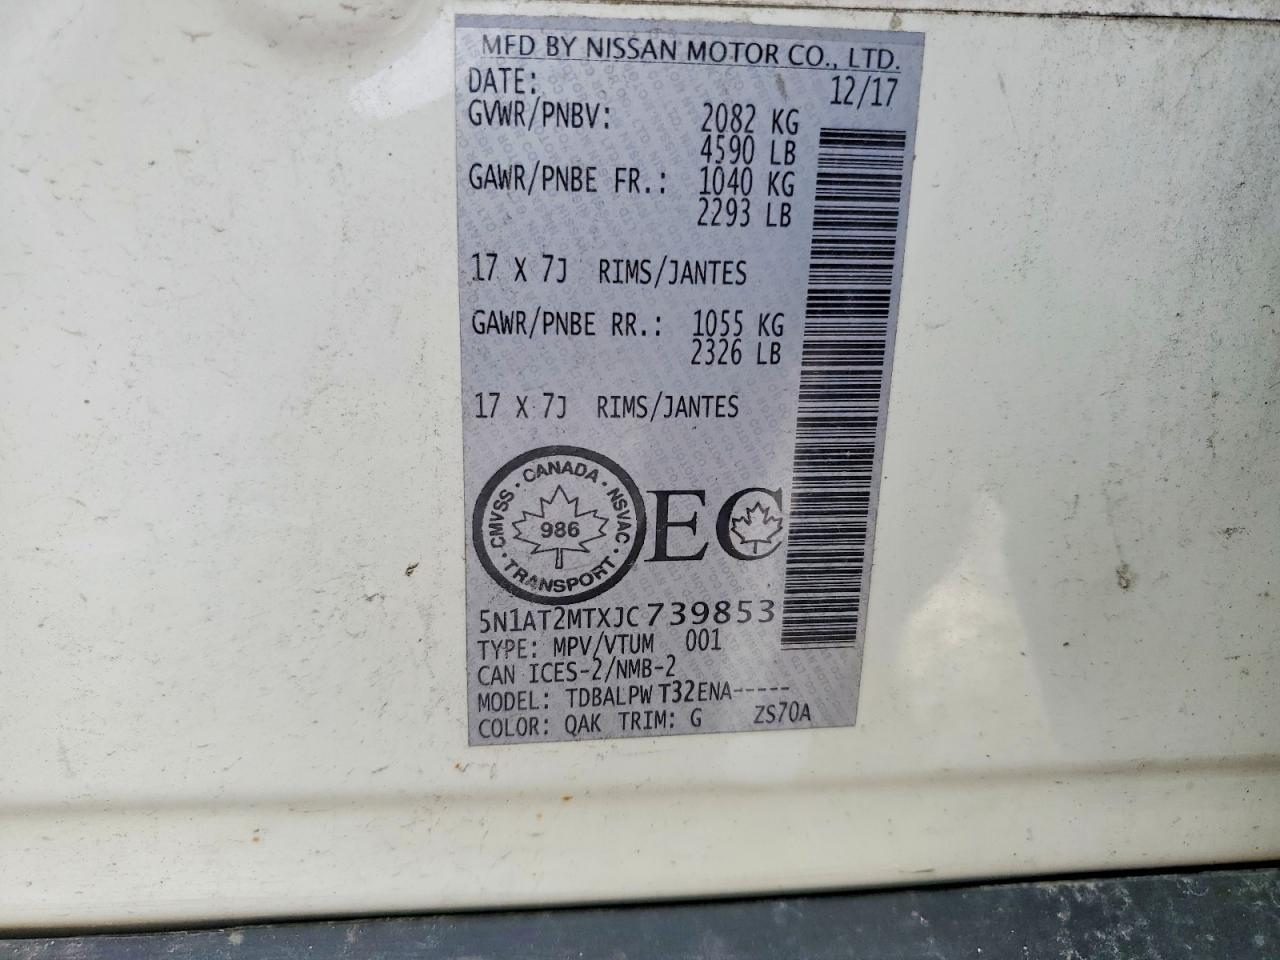 MFD BY NISSAN MOTOR CO., LTD.
DATE: 12/17
GVWR/PNBV: 2082 KG
4590 LB
GAWR/PNBE FR.: 1040 KG
2293 LB
17 X 7J RIMS/JANTES
GAWR/PNBE RR.: 1055 KG
2326 LB
17 X 7J RIMS/JANTES
CMVSS · CANADA · NSVAC · TRANSPORT ·
986
EC
5N1AT2MTXJC739853
TYPE: MPV/VTUM 001
CAN ICES-2/NMB-2
MODEL: TDBALPW T32ENA-----
COLOR: QAK TRIM: G ZS70A